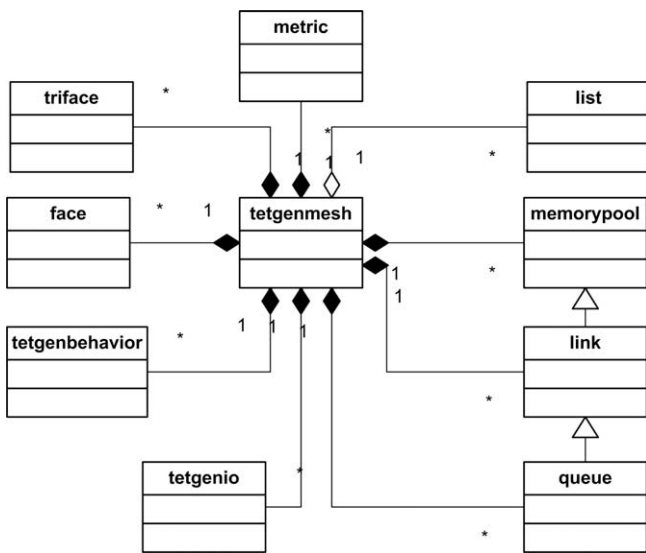 metric
triface
*
list
*
1
1
1
*
face
*
1
tetgenmesh
memorypool
1
*
1
1
1
1
tetgenbehavior
*
link
*
tetgenio
*
queue
*